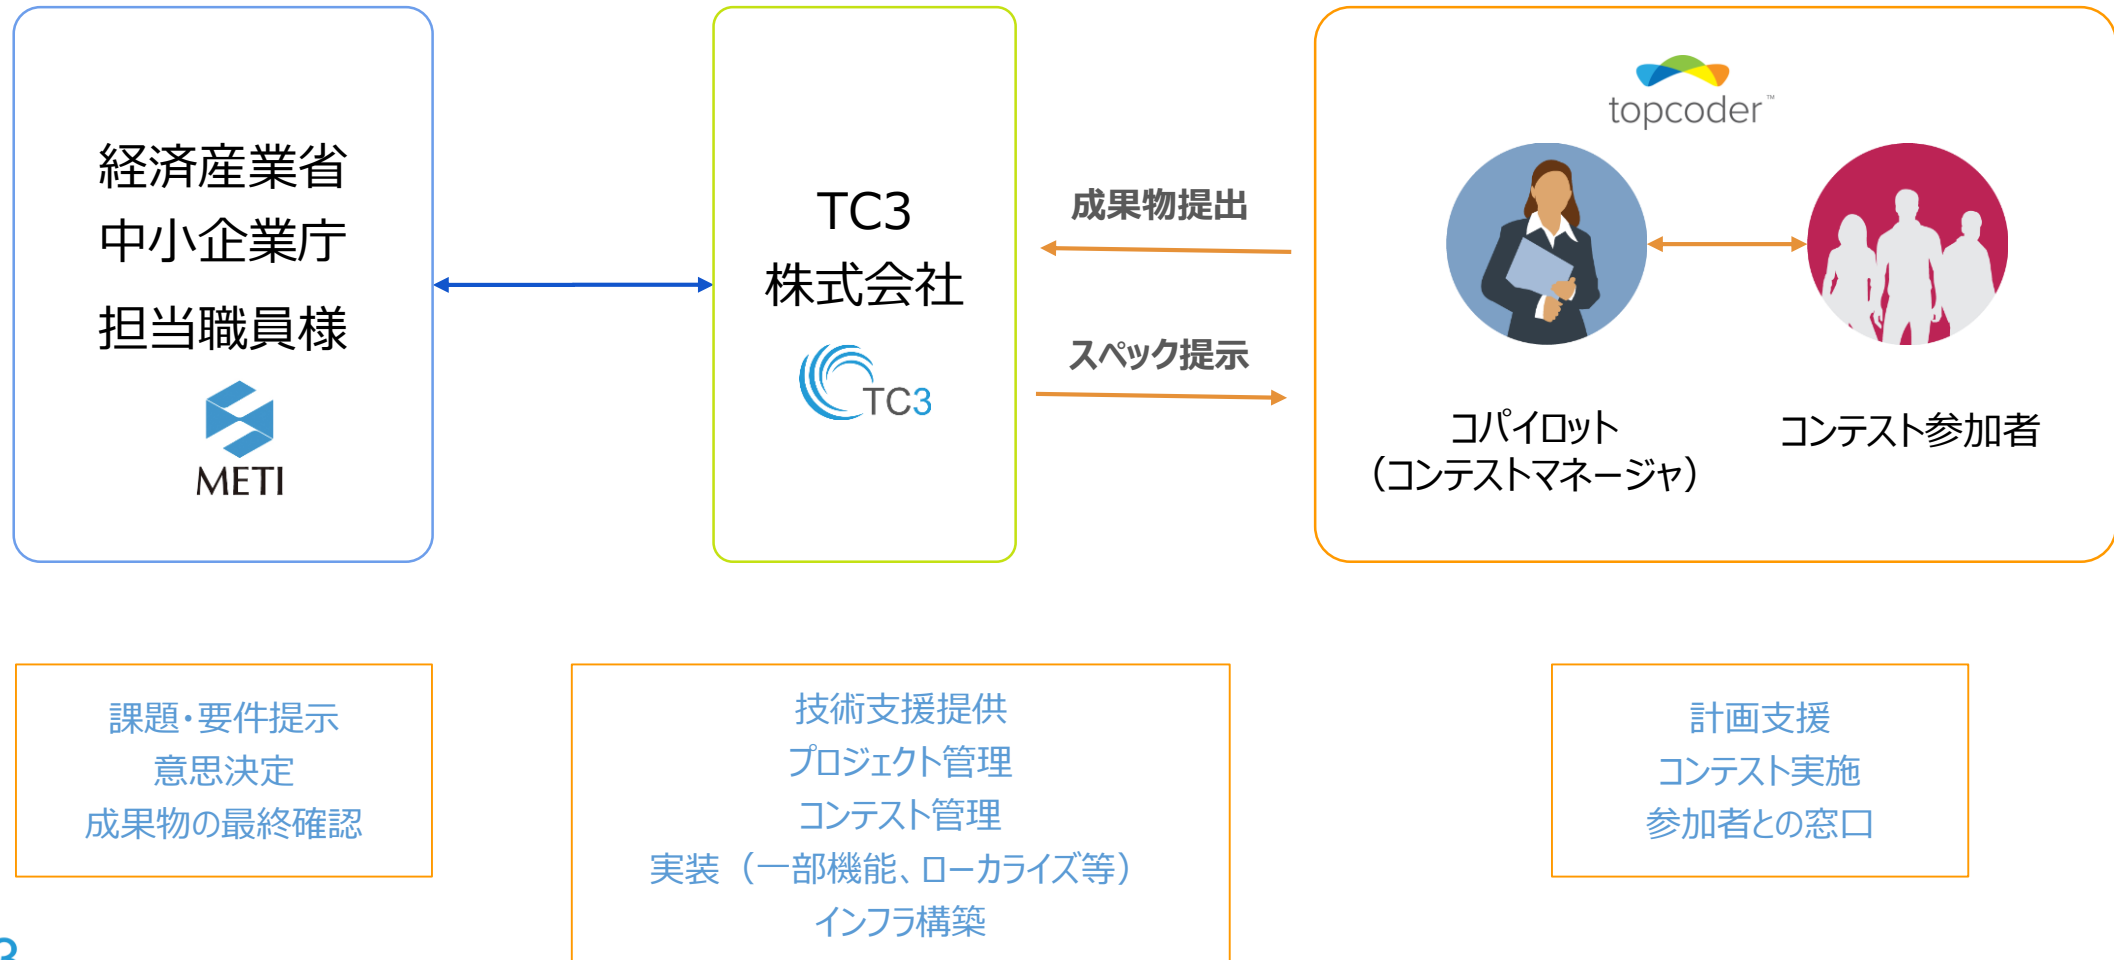 経済産業省
中小企業庁
担当職員様
METI
TC3
株式会社
TC3
成果物提出
スペック提示
topcoder™
コパイロット
（コンテストマネージャ）
コンテスト参加者
課題・要件提示
意思決定
成果物の最終確認
技術支援提供
プロジェクト管理
コンテスト管理
実装（一部機能、ローカライズ等）
インフラ構築
計画支援
コンテスト実施
参加者との窓口
3